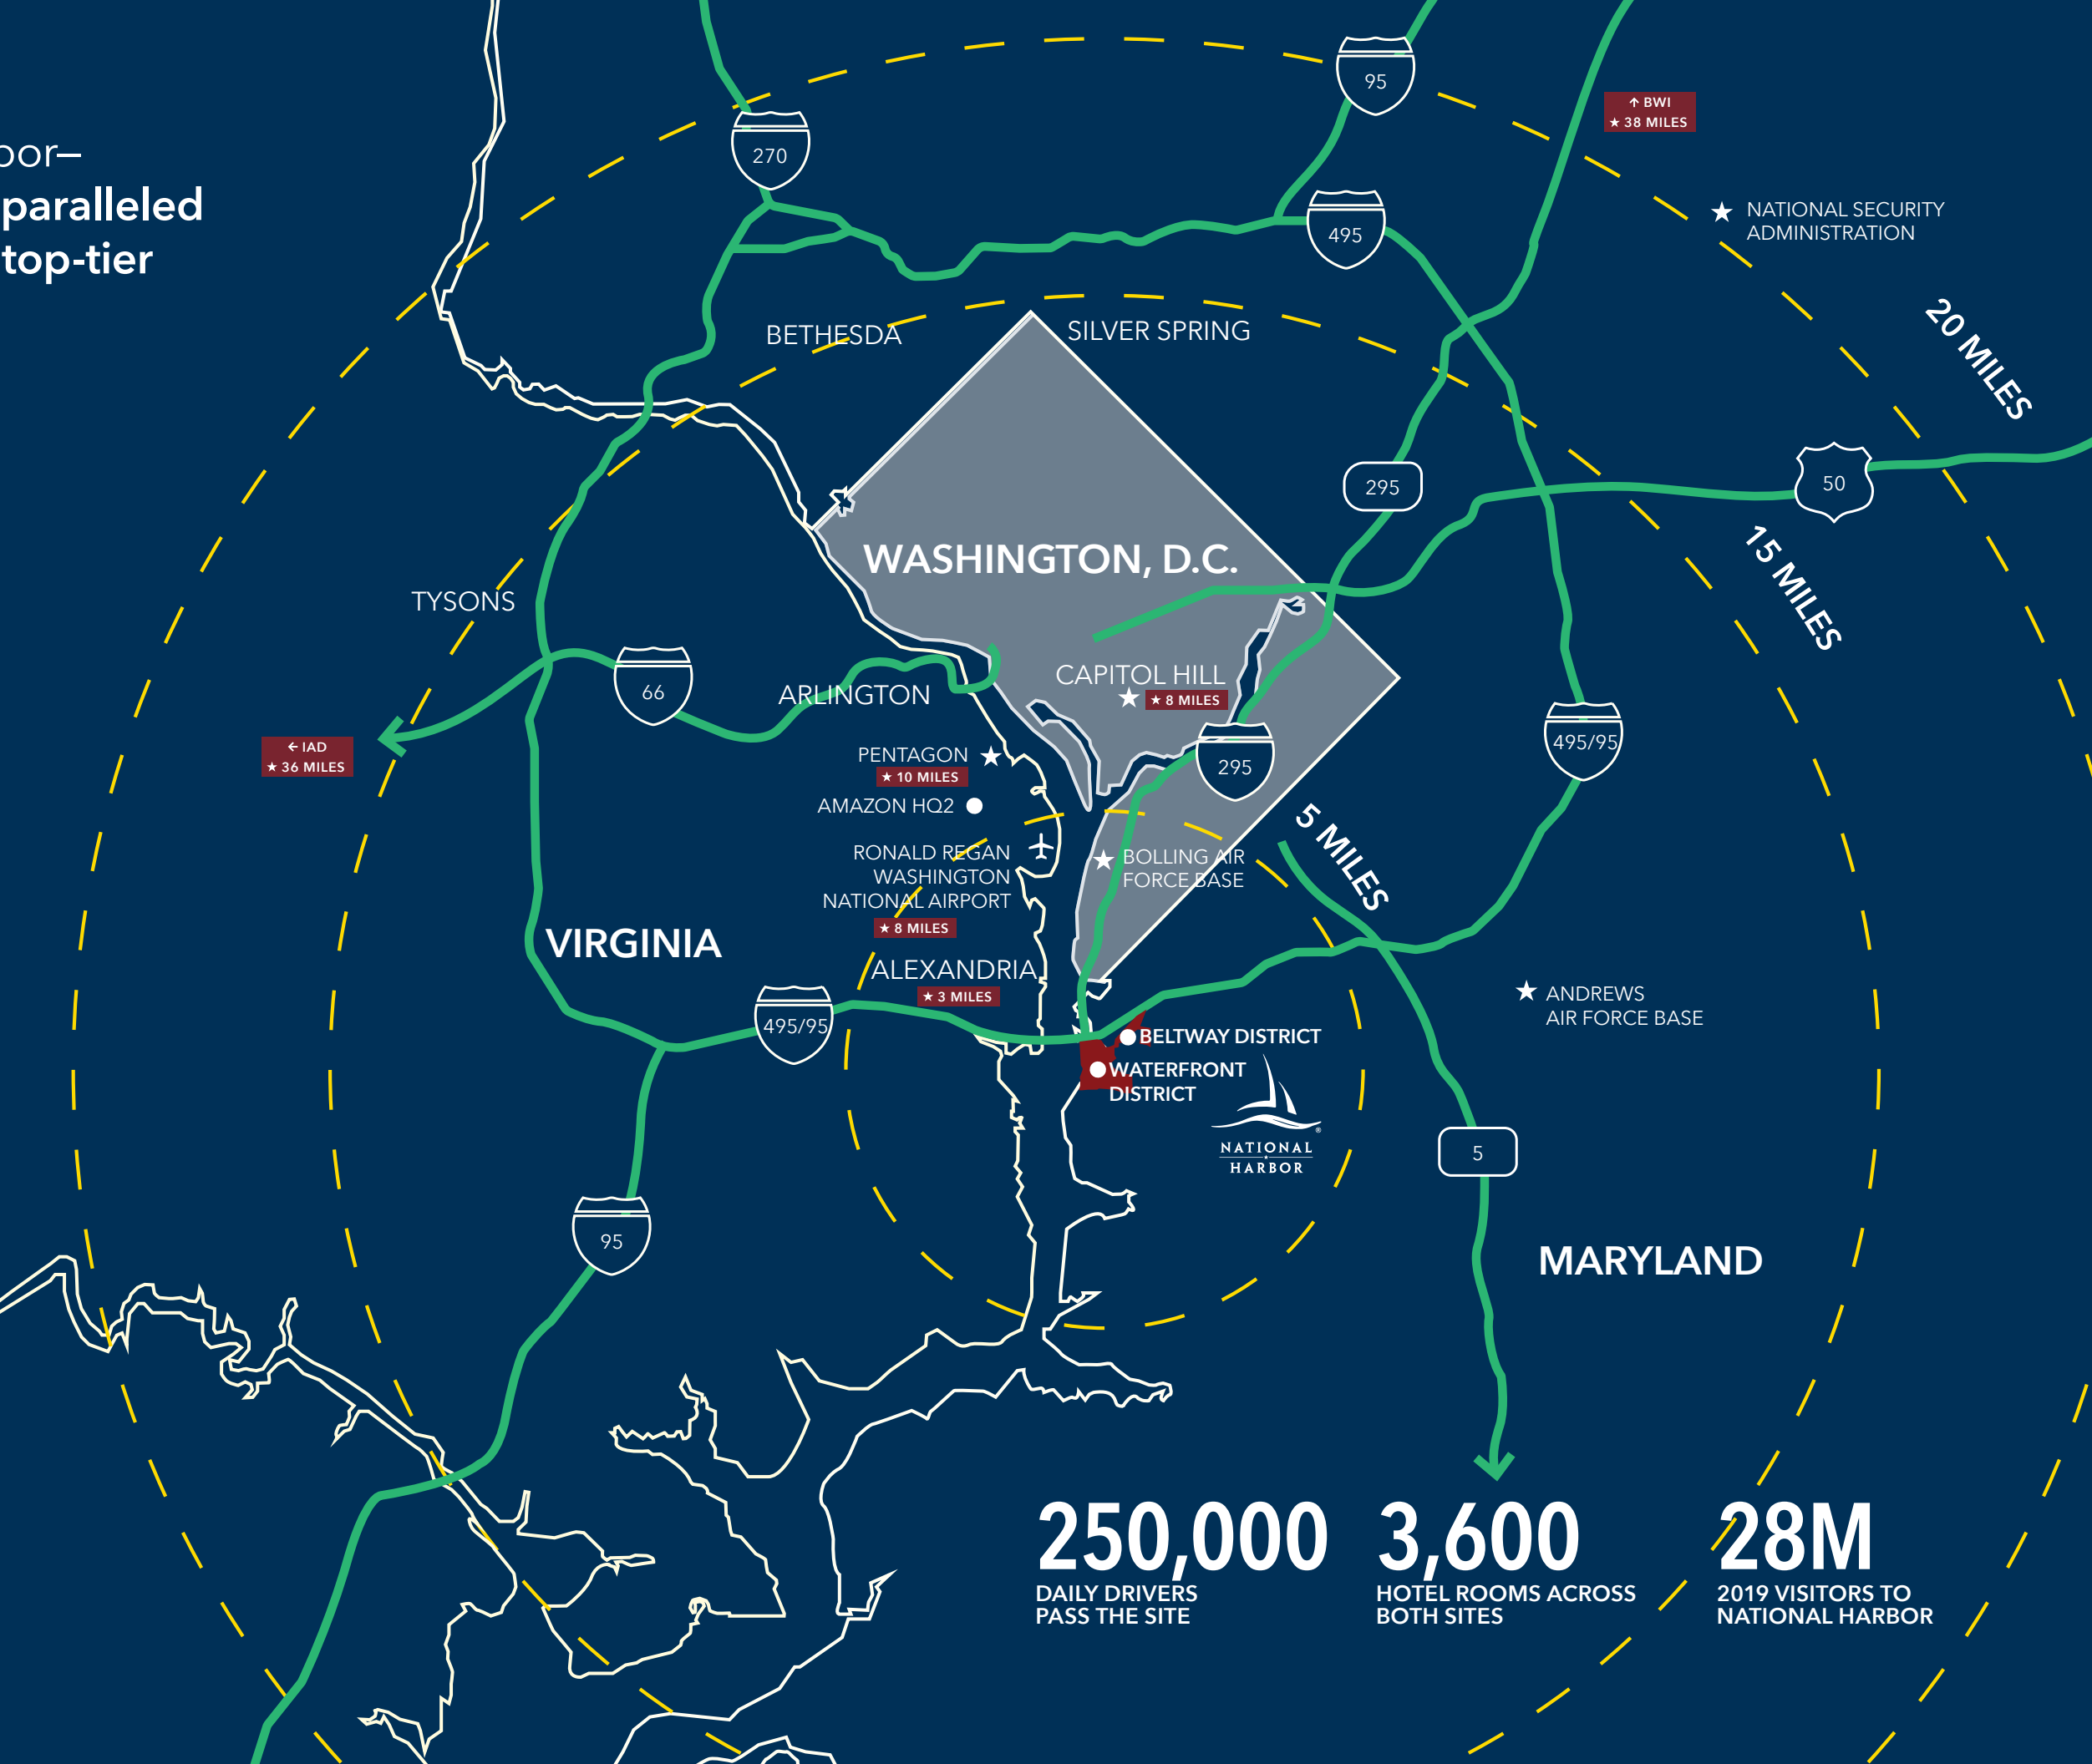 oor–
paralleled
top-tier
95
↑ BWI
★ 38 MILES
270
NATIONAL SECURITY
ADMINISTRATION
495
20 MILES
BETHESDA
SILVER SPRING
295
50
15 MILES
WASHINGTON, D.C.
TYSONS
66
ARLINGTON
CAPITOL HILL
★ 8 MILES
495/95
← IAD
★ 36 MILES
PENTAGON
★ 10 MILES
295
AMAZON HQ2
5 MILES
RONALD REGAN
WASHINGTON
NATIONAL AIRPORT
★ 8 MILES
BOLLING AIR
FORCE BASE
VIRGINIA
ALEXANDRIA
★ 3 MILES
ANDREWS
AIR FORCE BASE
495/95
BELTWAY DISTRICT
WATERFRONT
DISTRICT
NATIONAL
HARBOR
®
5
95
MARYLAND
250,000
DAILY DRIVERS
PASS THE SITE
3,600
HOTEL ROOMS ACROSS
BOTH SITES
28M
2019 VISITORS TO
NATIONAL HARBOR